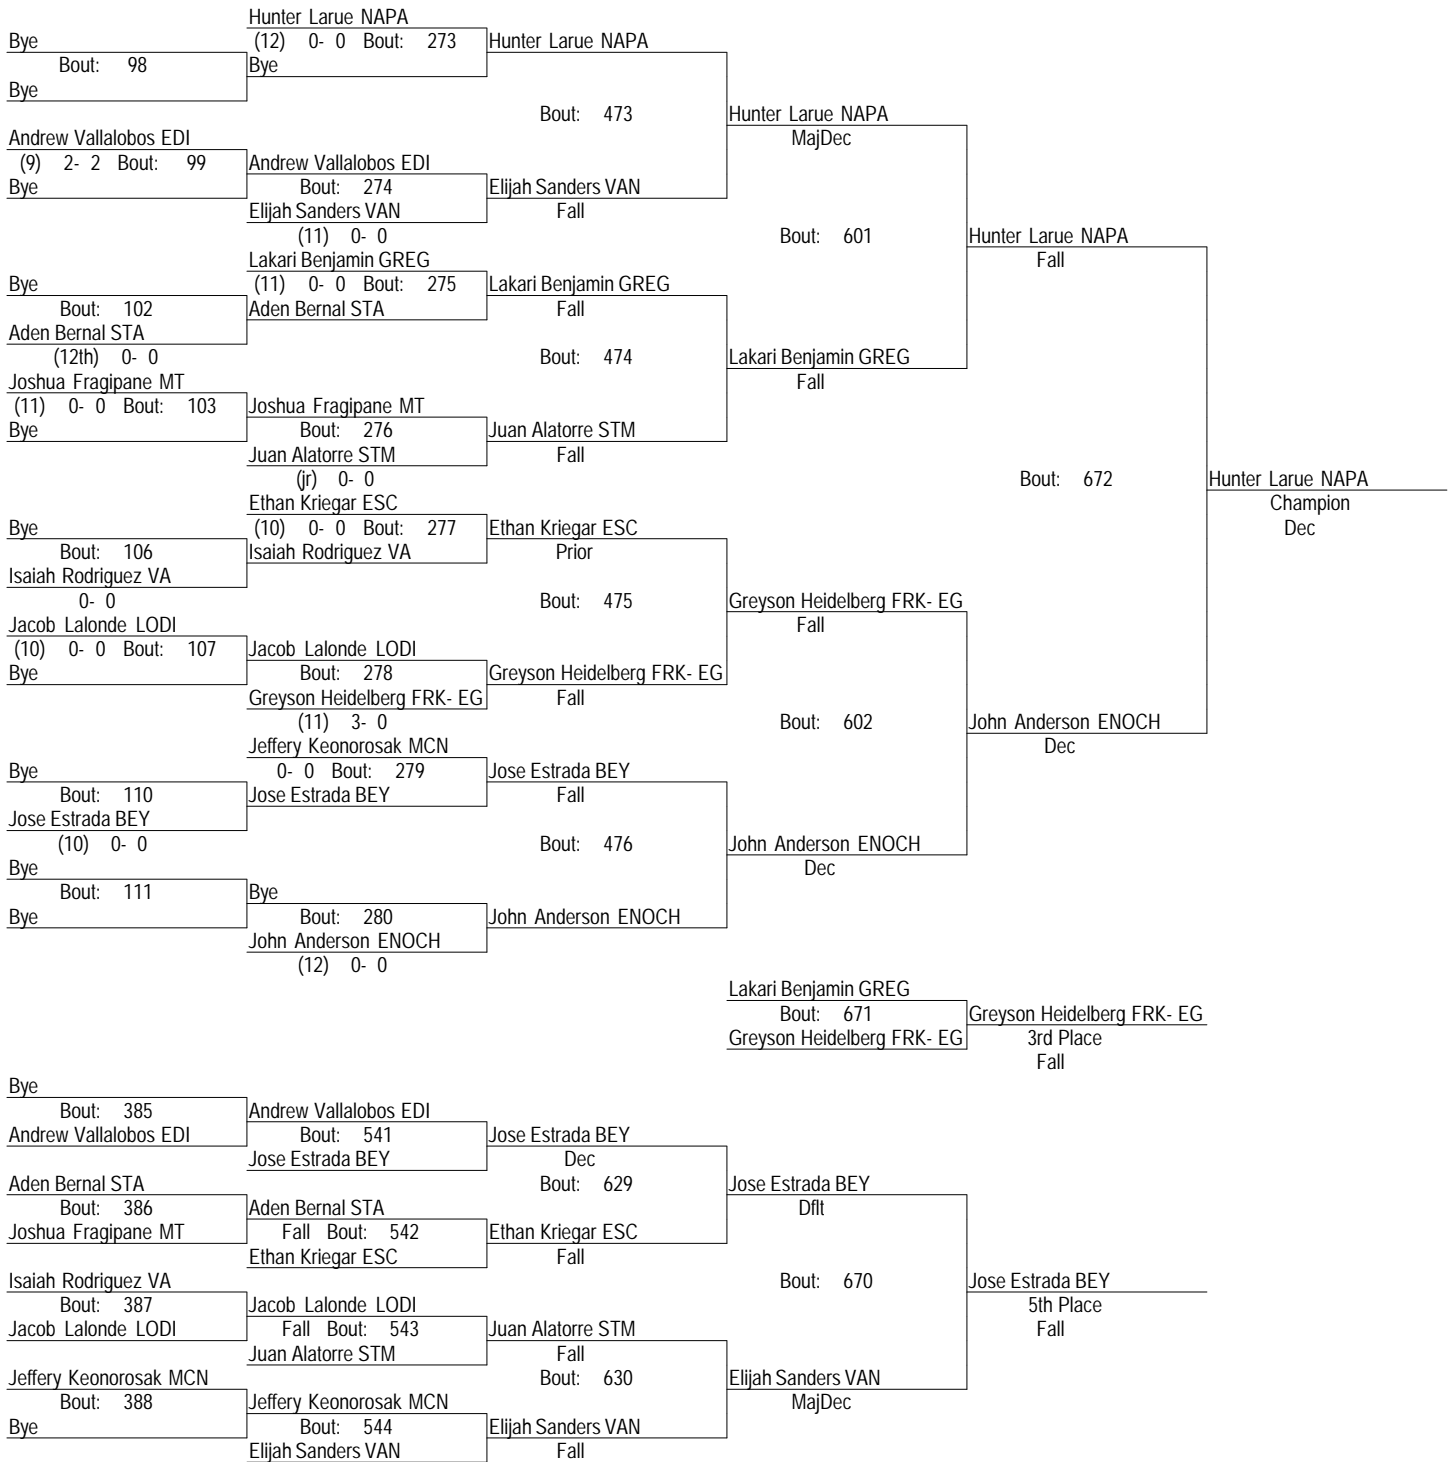 Hunter Larue NAPA
Bye (12) 0- 0 Bout: 273 Hunter Larue NAPA
Bout: 98 Bye
Bye
Bout: 473 Hunter Larue NAPA
Andrew Vallalobos EDI MajDec
(9) 2- 2 Bout: 99 Andrew Vallalobos EDI
Bye Bout: 274 Elijah Sanders VAN
Elijah Sanders VAN Fall
(11) 0- 0 Bout: 601 Hunter Larue NAPA
Lakari Benjamin GREG Fall
Bye (11) 0- 0 Bout: 275 Lakari Benjamin GREG
Bout: 102 Aden Bernal STA Fall
Aden Bernal STA
(12th) 0- 0 Bout: 474 Lakari Benjamin GREG
Joshua Fragipane MT Fall
(11) 0- 0 Bout: 103 Joshua Fragipane MT
Bye Bout: 276 Juan Alatorre STM
Juan Alatorre STM Fall
(jr) 0- 0 Bout: 672 Hunter Larue NAPA
Ethan Kriegar ESC Champion
Bye (10) 0- 0 Bout: 277 Ethan Kriegar ESC Dec
Bout: 106 Isaiah Rodriguez VA Prior
Isaiah Rodriguez VA
0- 0 Bout: 475 Greyson Heidelberg FRK- EG
Jacob Lalonde LODI Fall
(10) 0- 0 Bout: 107 Jacob Lalonde LODI
Bye Bout: 278 Greyson Heidelberg FRK- EG
Greyson Heidelberg FRK- EG Fall
(11) 3- 0 Bout: 602 John Anderson ENOCH
Jeffery Keonorosak MCN Dec
Bye 0- 0 Bout: 279 Jose Estrada BEY
Bout: 110 Jose Estrada BEY Fall
Jose Estrada BEY
(10) 0- 0 Bout: 476 John Anderson ENOCH
Bye Dec
Bout: 111 Bye
Bye Bout: 280 John Anderson ENOCH
John Anderson ENOCH
(12) 0- 0
Lakari Benjamin GREG
Bout: 671 Greyson Heidelberg FRK- EG
Greyson Heidelberg FRK- EG 3rd Place
Fall
Bye
Bout: 385 Andrew Vallalobos EDI
Andrew Vallalobos EDI Bout: 541 Jose Estrada BEY
Jose Estrada BEY Dec
Aden Bernal STA Bout: 629 Jose Estrada BEY
Bout: 386 Aden Bernal STA Dflt
Joshua Fragipane MT Fall Bout: 542 Ethan Kriegar ESC
Ethan Kriegar ESC Fall
Isaiah Rodriguez VA Bout: 670 Jose Estrada BEY
Bout: 387 Jacob Lalonde LODI 5th Place
Jacob Lalonde LODI Fall Bout: 543 Juan Alatorre STM Fall
Juan Alatorre STM Fall
Jeffery Keonorosak MCN Bout: 630 Elijah Sanders VAN
Bout: 388 Jeffery Keonorosak MCN MajDec
Bye Bout: 544 Elijah Sanders VAN
Elijah Sanders VAN Fall